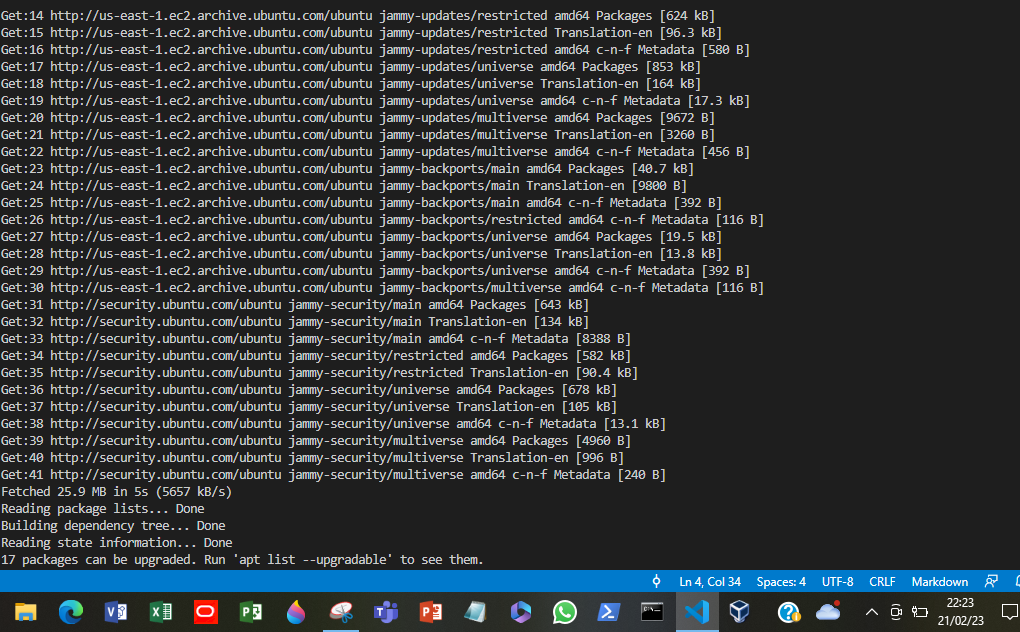 Get:14 http://us-east-1.ec2.archive.ubuntu.com/ubuntu jammy-updates/restricted amd64 Packages [624 kB]
Get:15 http://us-east-1.ec2.archive.ubuntu.com/ubuntu jammy-updates/restricted Translation-en [96.3 kB]
Get:16 http://us-east-1.ec2.archive.ubuntu.com/ubuntu jammy-updates/restricted amd64 c-n-f Metadata [580 B]
Get:17 http://us-east-1.ec2.archive.ubuntu.com/ubuntu jammy-updates/universe amd64 Packages [853 kB]
Get:18 http://us-east-1.ec2.archive.ubuntu.com/ubuntu jammy-updates/universe Translation-en [164 kB]
Get:19 http://us-east-1.ec2.archive.ubuntu.com/ubuntu jammy-updates/universe amd64 c-n-f Metadata [17.3 kB]
Get:20 http://us-east-1.ec2.archive.ubuntu.com/ubuntu jammy-updates/multiverse amd64 Packages [9672 B]
Get:21 http://us-east-1.ec2.archive.ubuntu.com/ubuntu jammy-updates/multiverse Translation-en [3260 B]
Get:22 http://us-east-1.ec2.archive.ubuntu.com/ubuntu jammy-updates/multiverse amd64 c-n-f Metadata [456 B]
Get:23 http://us-east-1.ec2.archive.ubuntu.com/ubuntu jammy-backports/main amd64 Packages [40.7 kB]
Get:24 http://us-east-1.ec2.archive.ubuntu.com/ubuntu jammy-backports/main Translation-en [9800 B]
Get:25 http://us-east-1.ec2.archive.ubuntu.com/ubuntu jammy-backports/main amd64 c-n-f Metadata [392 B]
Get:26 http://us-east-1.ec2.archive.ubuntu.com/ubuntu jammy-backports/restricted amd64 c-n-f Metadata [116 B]
Get:27 http://us-east-1.ec2.archive.ubuntu.com/ubuntu jammy-backports/universe amd64 Packages [19.5 kB]
Get:28 http://us-east-1.ec2.archive.ubuntu.com/ubuntu jammy-backports/universe Translation-en [13.8 kB]
Get:29 http://us-east-1.ec2.archive.ubuntu.com/ubuntu jammy-backports/universe amd64 c-n-f Metadata [392 B]
Get:30 http://us-east-1.ec2.archive.ubuntu.com/ubuntu jammy-backports/multiverse amd64 c-n-f Metadata [116 B]
Get:31 http://security.ubuntu.com/ubuntu jammy-security/main amd64 Packages [643 kB]
Get:32 http://security.ubuntu.com/ubuntu jammy-security/main Translation-en [134 kB]
Get:33 http://security.ubuntu.com/ubuntu jammy-security/main amd64 c-n-f Metadata [8388 B]
Get:34 http://security.ubuntu.com/ubuntu jammy-security/restricted amd64 Packages [582 kB]
Get:35 http://security.ubuntu.com/ubuntu jammy-security/restricted Translation-en [90.4 kB]
Get:36 http://security.ubuntu.com/ubuntu jammy-security/universe amd64 Packages [678 kB]
Get:37 http://security.ubuntu.com/ubuntu jammy-security/universe Translation-en [105 kB]
Get:38 http://security.ubuntu.com/ubuntu jammy-security/universe amd64 c-n-f Metadata [13.1 kB]
Get:39 http://security.ubuntu.com/ubuntu jammy-security/multiverse amd64 Packages [4960 B]
Get:40 http://security.ubuntu.com/ubuntu jammy-security/multiverse Translation-en [996 B]
Get:41 http://security.ubuntu.com/ubuntu jammy-security/multiverse amd64 c-n-f Metadata [240 B]
Fetched 25.9 MB in 5s (5657 kB/s)
Reading package lists... Done
Building dependency tree... Done
Reading state information... Done
17 packages can be upgraded. Run 'apt list --upgradable' to see them.
Ln 4, Col 34 Spaces: 4 UTF-8 CRLF Markdown
22:23
21/02/23